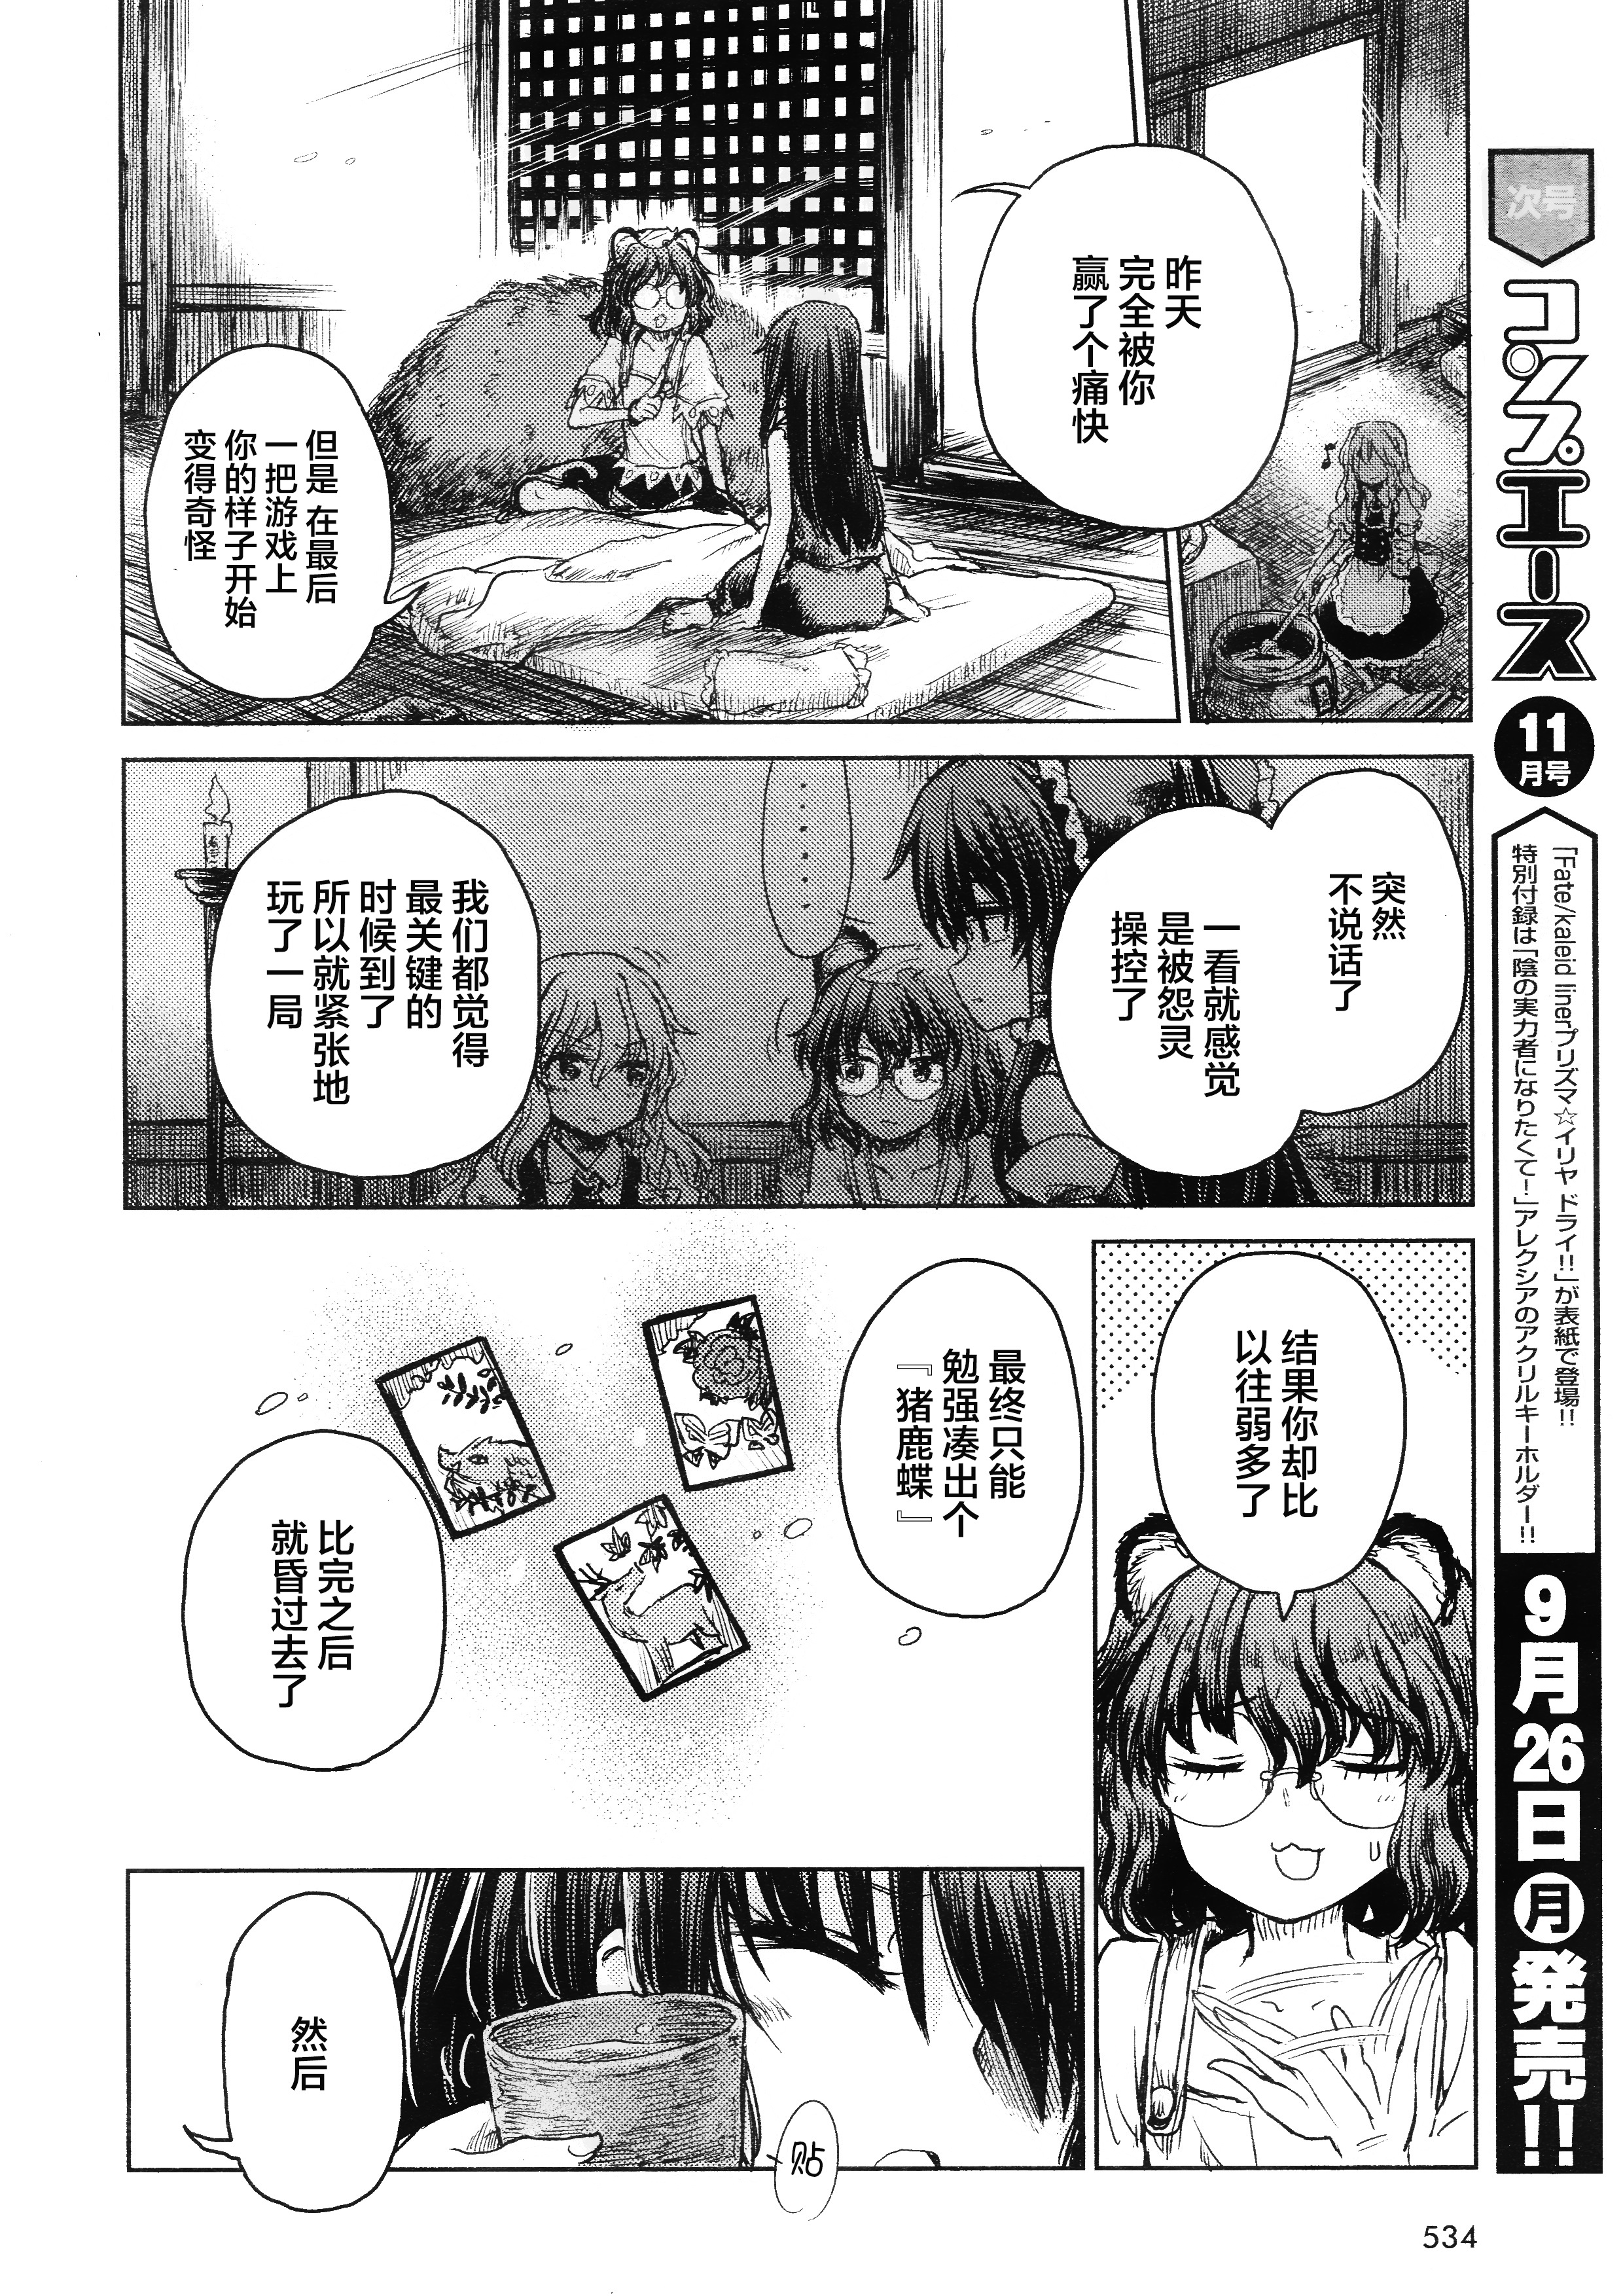 昨天
完全被你
赢了个痛快
但是 在最后
一把游戏上
你的样子开始
变得奇怪
突然
不说话了
一看就感觉
是被怨灵
操控了
………
我们都觉得
最关键的
时候到了
所以就紧张地
玩了一局
结果你却比
以往弱多了
最终只能
勉强凑出个
『猪鹿蝶』
比完之后
就昏过去了
贴
然后
次号
コンプエース
11
月号
「Fate/kaleid linerプリズマ☆イリヤ ドライ!!」が表紙で登場!!
特別付録は「陰の実力者になりたくて!」アレクシアのアクリルキーホルダー!!
9月26日㊊発売!!
534